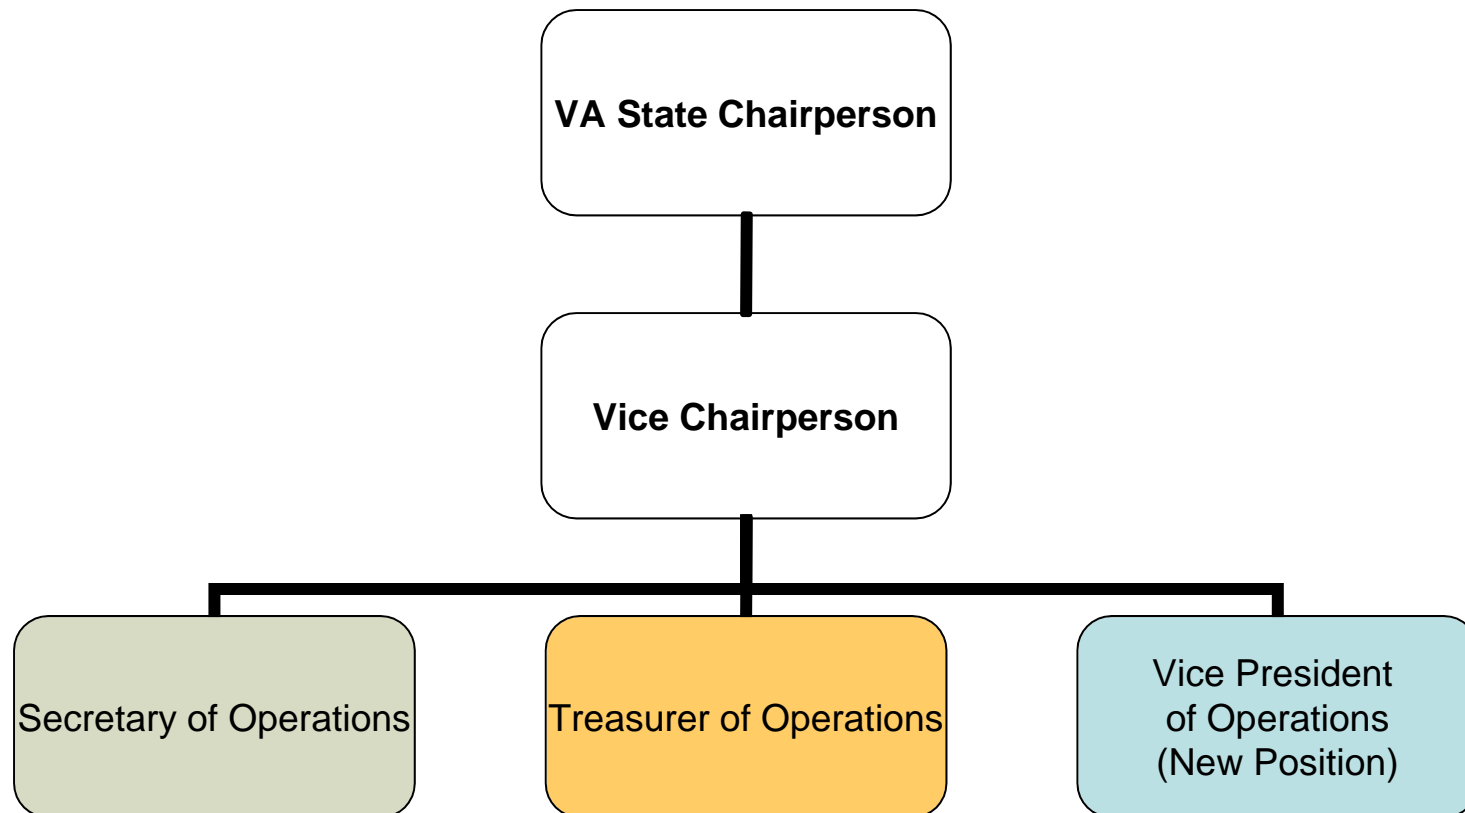 VA State Chairperson
Vice Chairperson
Secretary of Operations
Treasurer of Operations
Vice President
of Operations
(New Position)